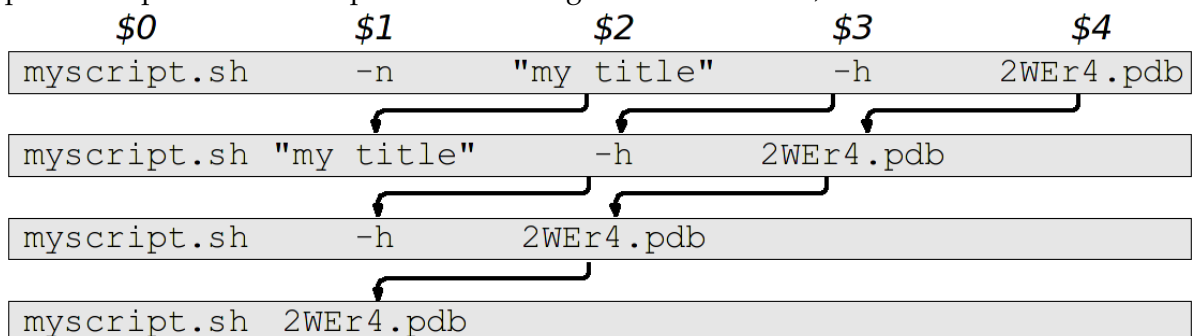 $0 $1 $2 $3 $4
myscript.sh -n "my title" -h 2WEr4.pdb
myscript.sh "my title" -h 2WEr4.pdb
myscript.sh -h 2WEr4.pdb
myscript.sh 2WEr4.pdb